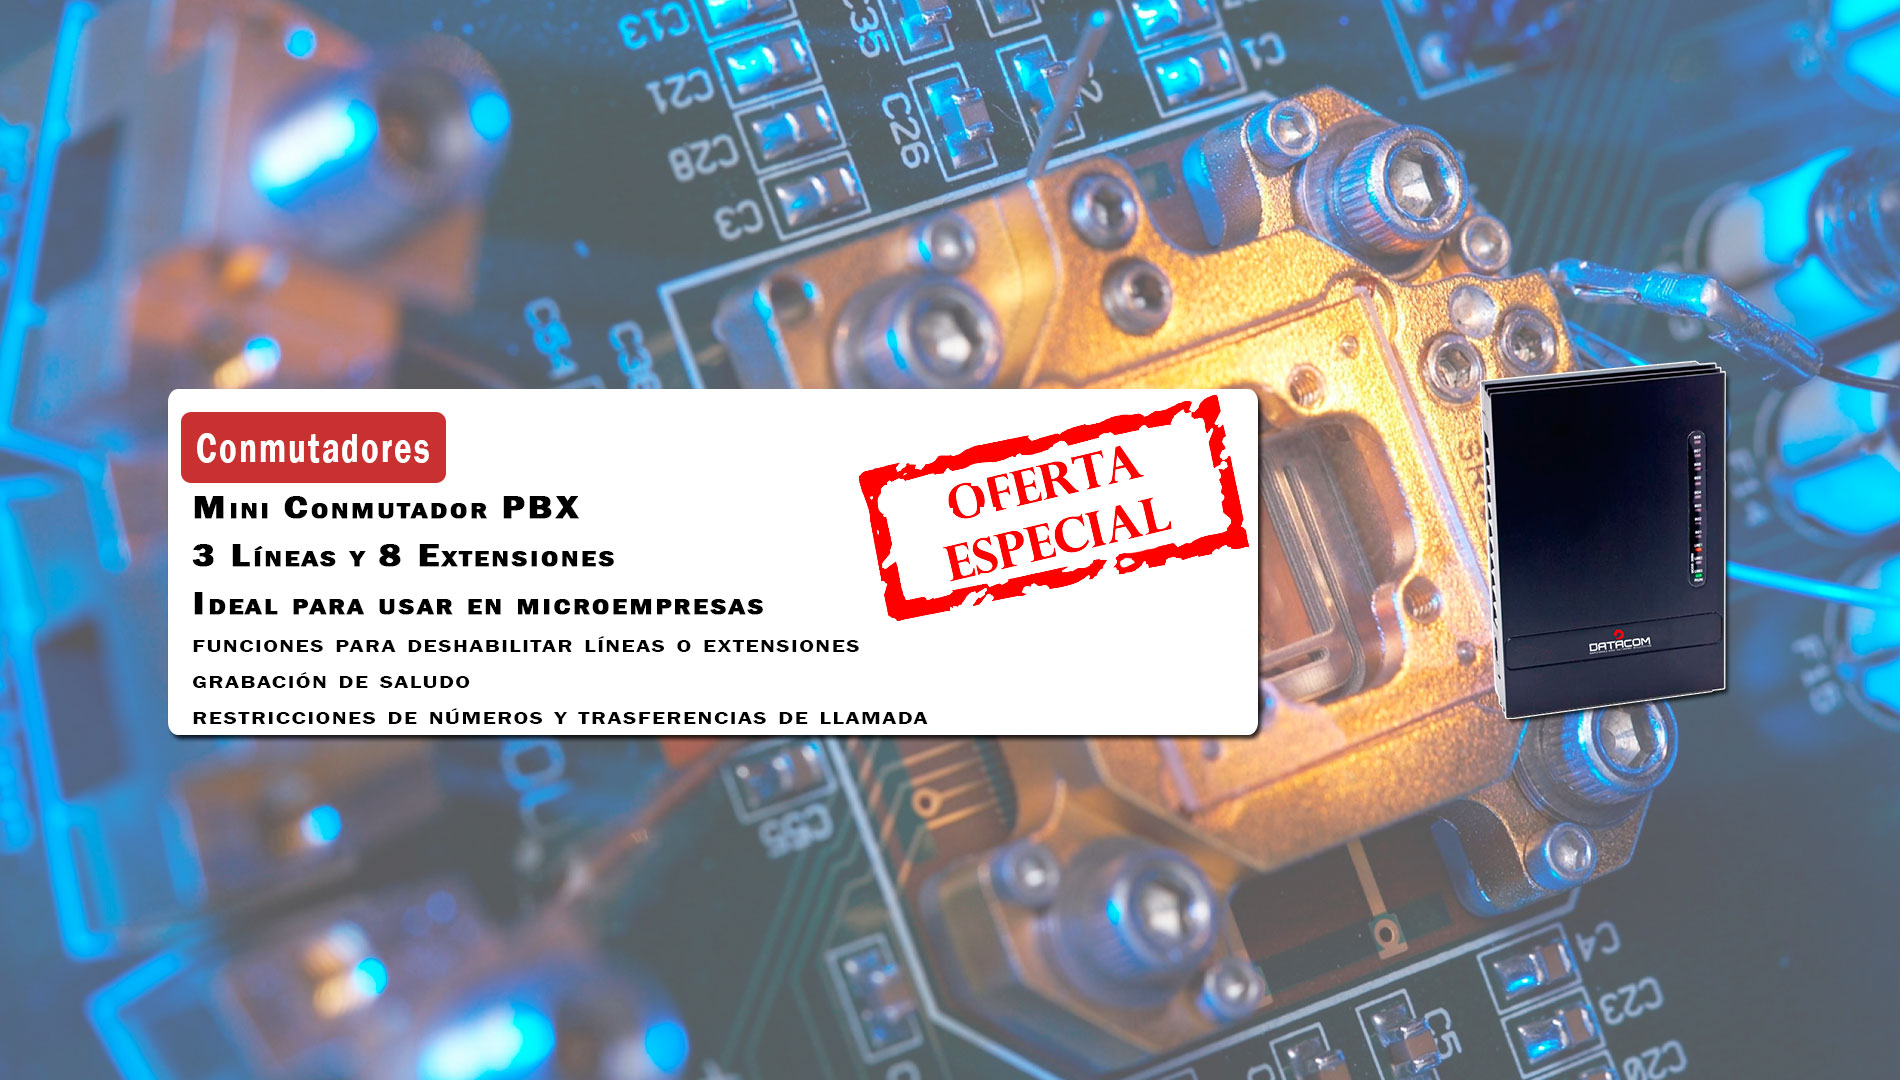 C13
C35
C21
C26
C1
C28
C3
C54
C36
Conmutadores
Mini Conmutador PBX
3 Líneas y 8 Extensiones
Ideal para usar en microempresas
funciones para deshabilitar líneas o extensiones
grabación de saludo
restricciones de números y trasferencias de llamada
OFERTA
ESPECIAL
DATACOM
F14
F15
C55
C4
C23
C5
C20